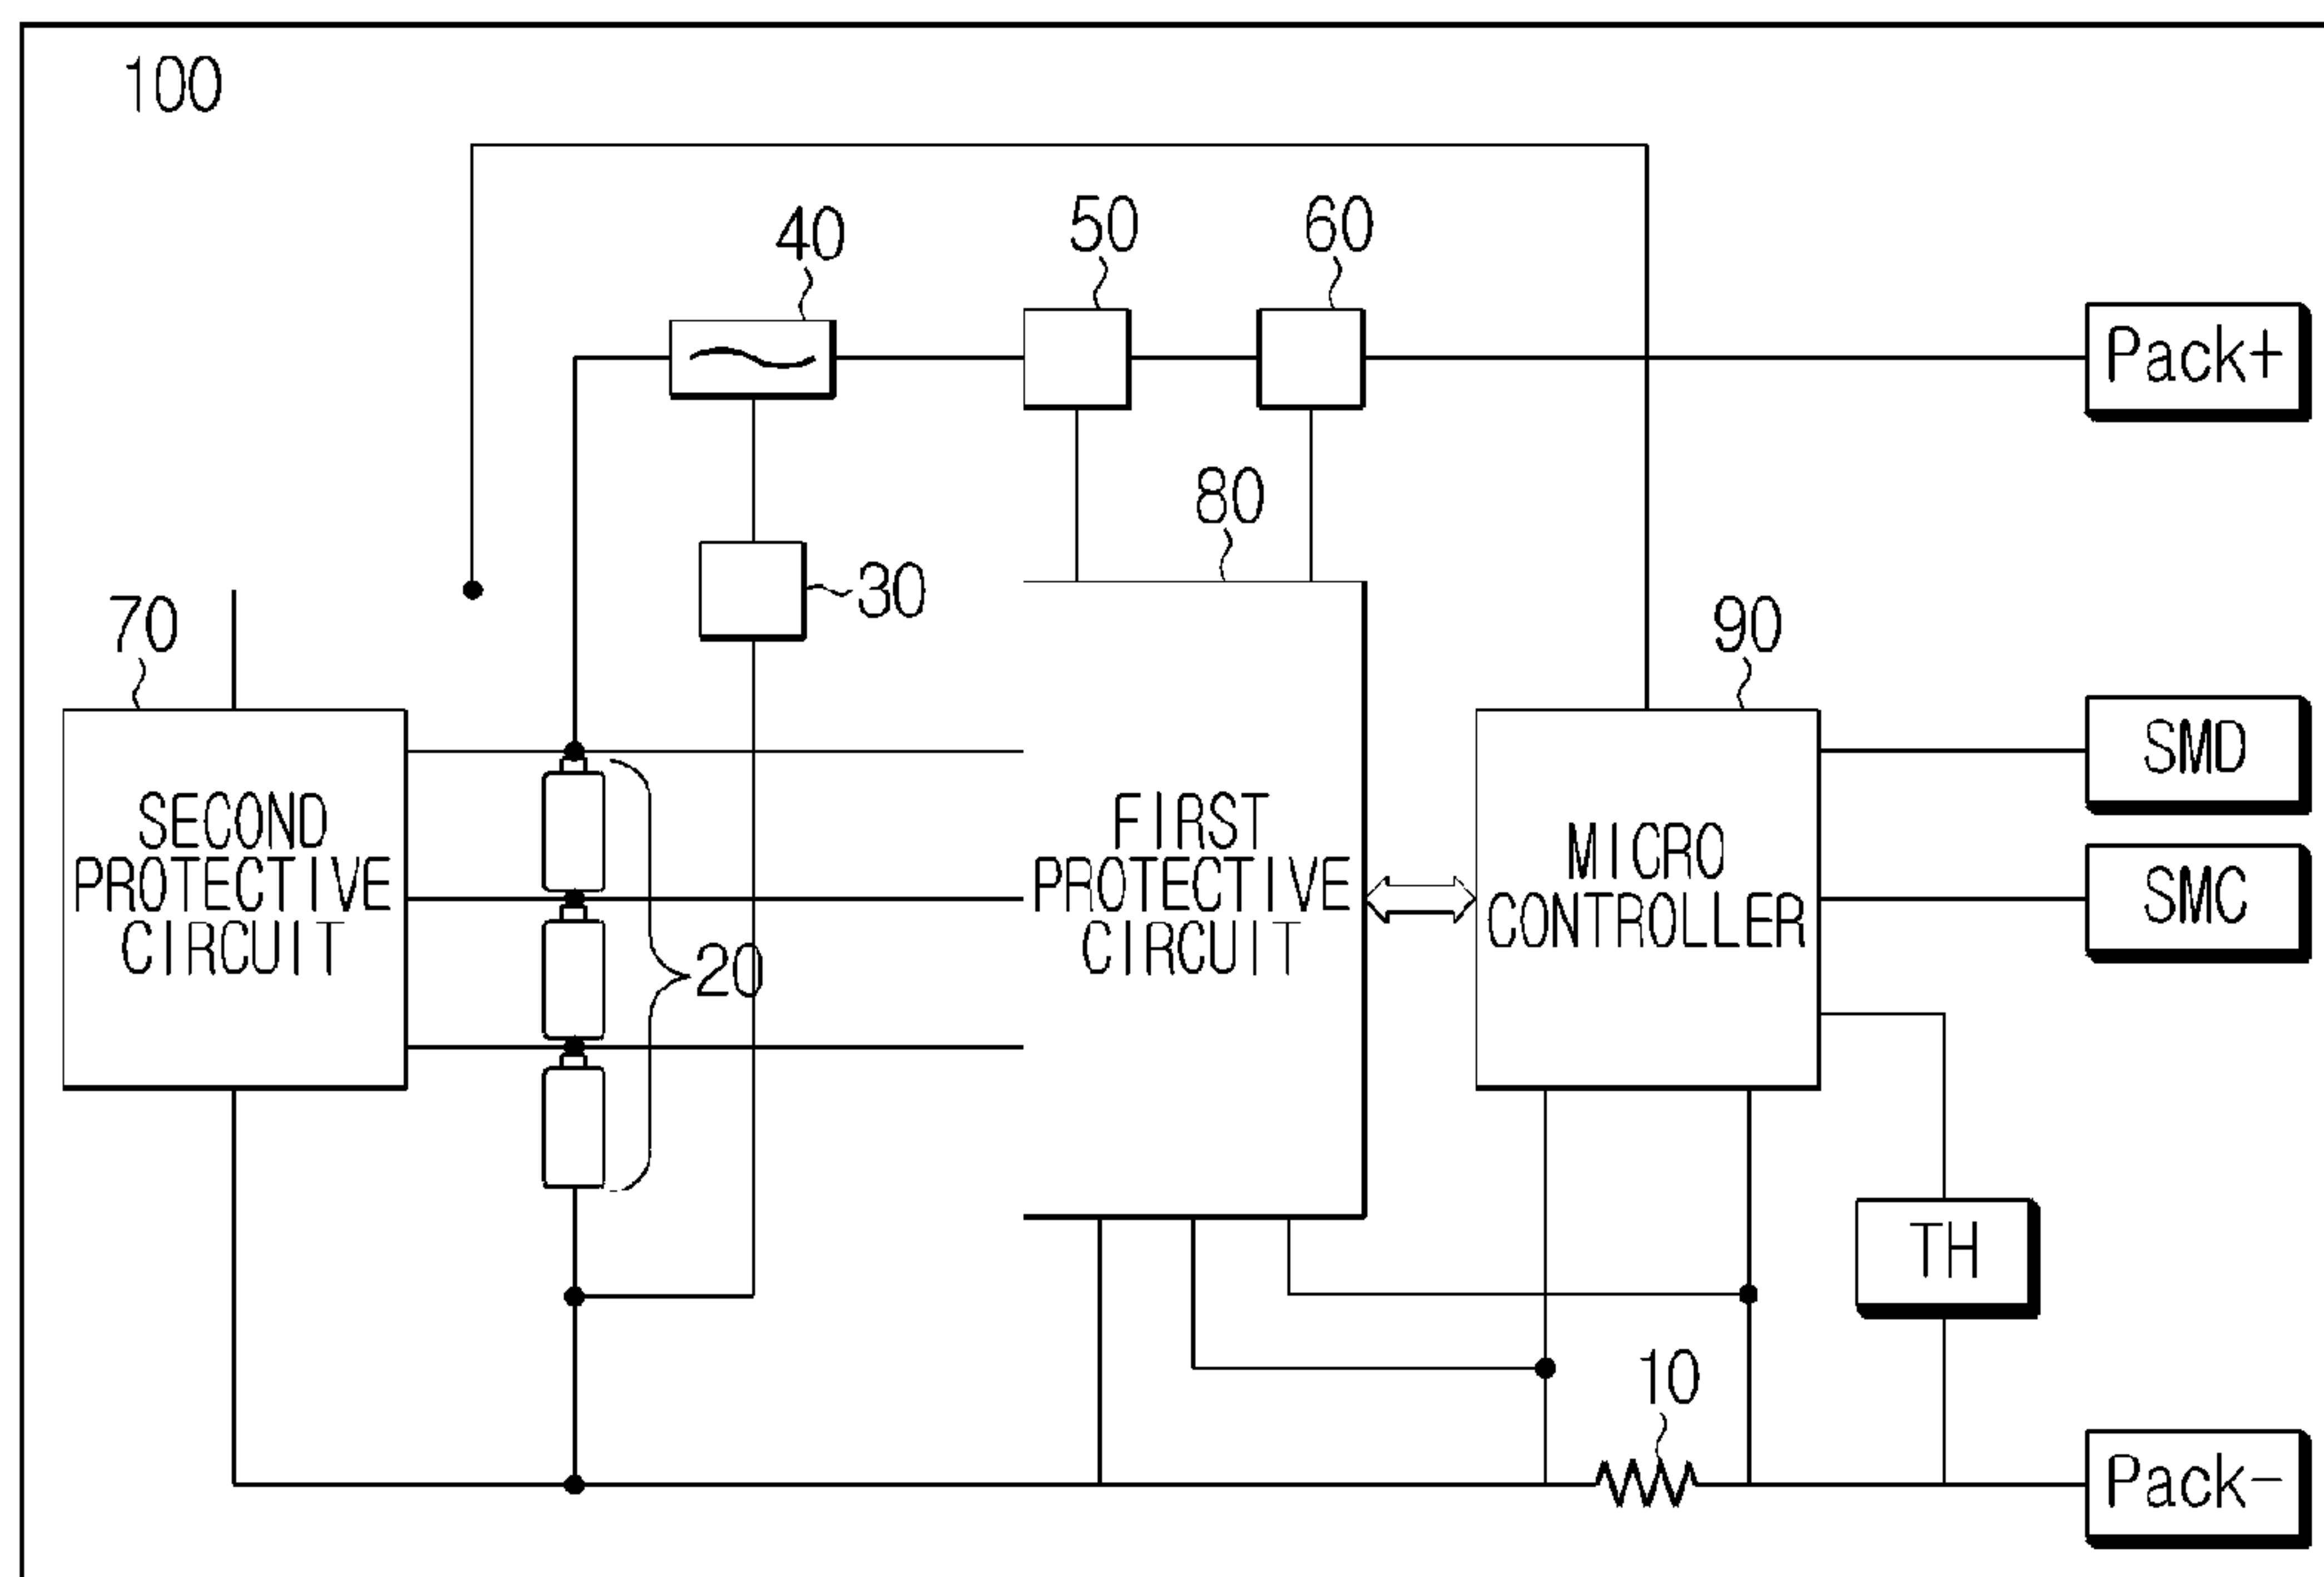 100
40
50
60
Pack+
80
30
70
90
SMD
SECOND
PROTECTIVE
CIRCUIT
FIRST
PROTECTIVE
CIRCUIT
MICRO
CONTROLLER
SMC
20
TH
10
Pack-